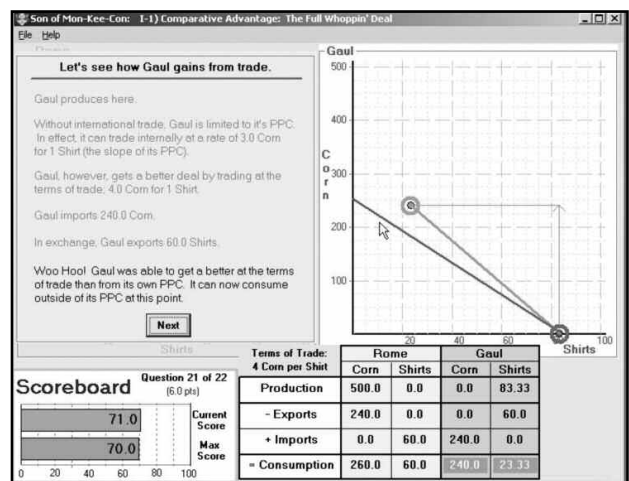 Son of Mon-Kee-Con: I-1) Comparative Advantage: The Full Whoppin' Deal
File Help
Let's see how Gaul gains from trade.
Gaul produces here.
Without international trade, Gaul is limited to it's PPC.
In effect, it can trade internally at a rate of 3.0 Corn
for 1 Shirt (the slope of its PPC).
Gaul, however, gets a better deal by trading at the
terms of trade, 4.0 Corn for 1 Shirt.
Gaul imports 240.0 Corn.
In exchange, Gaul exports 60.0 Shirts.
Woo Hoo! Gaul was able to get a better at the terms
of trade than from its own PPC. It can now consume
outside of its PPC at this point.
Next
Shirts
Gaul
500
400
300
200
100
Corn
20 40 60 100
Shirts
Scoreboard
Question 21 of 22
(6.0 pts)
71.0 Current Score
70.0 Max Score
0 20 40 60 80 100
Terms of Trade: Rome Gaul
4 Corn per Shirt Corn Shirts Corn Shirts
Production 500.0 0.0 0.0 83.33
- Exports 240.0 0.0 0.0 60.0
+ Imports 0.0 60.0 240.0 0.0
= Consumption 260.0 60.0 240.0 23.33